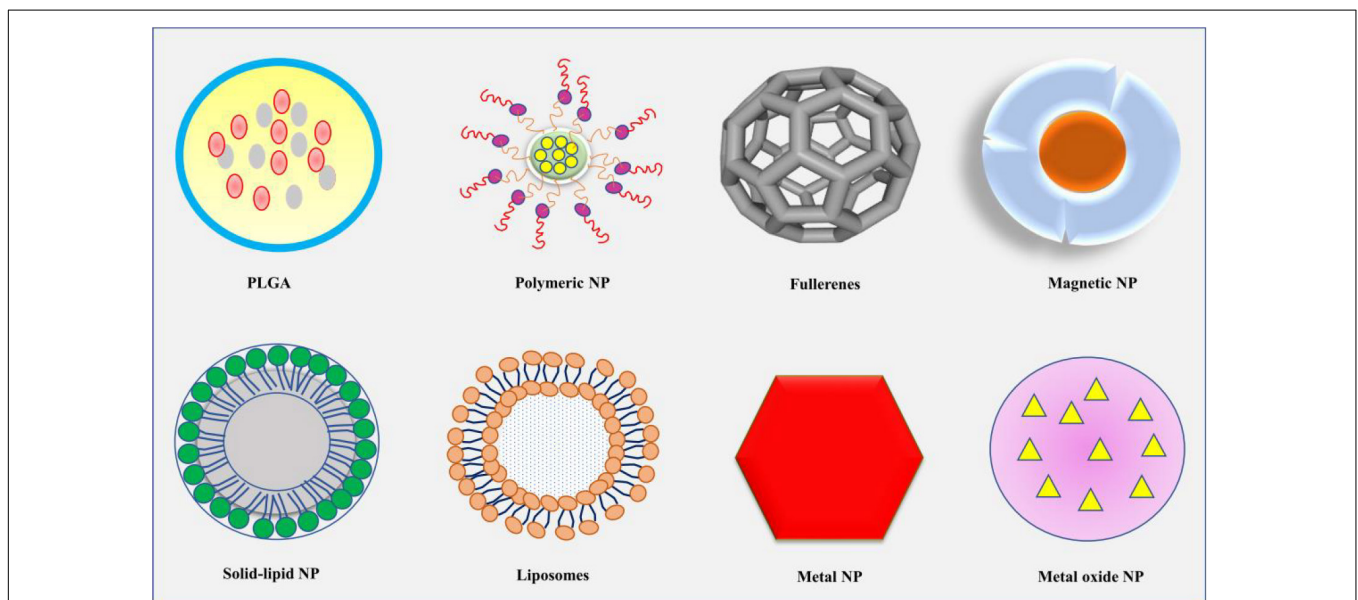 PLGA
Polymeric NP
Fullerenes
Magnetic NP
Solid-lipid NP
Liposomes
Metal NP
Metal oxide NP